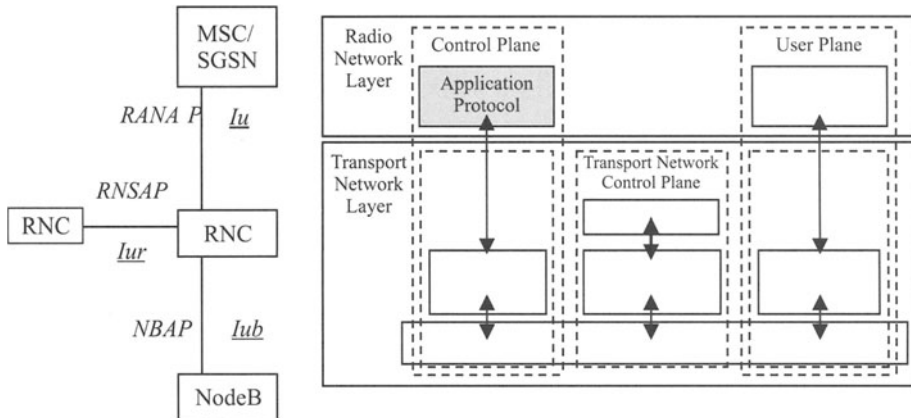 MSC/
SGSN
RANA P
Iu
RNSAP
RNC
RNC
Iur
NBAP
Iub
NodeB
Radio
Network
Layer
Control Plane
User Plane
Application
Protocol
Transport
Network
Layer
Transport Network
Control Plane